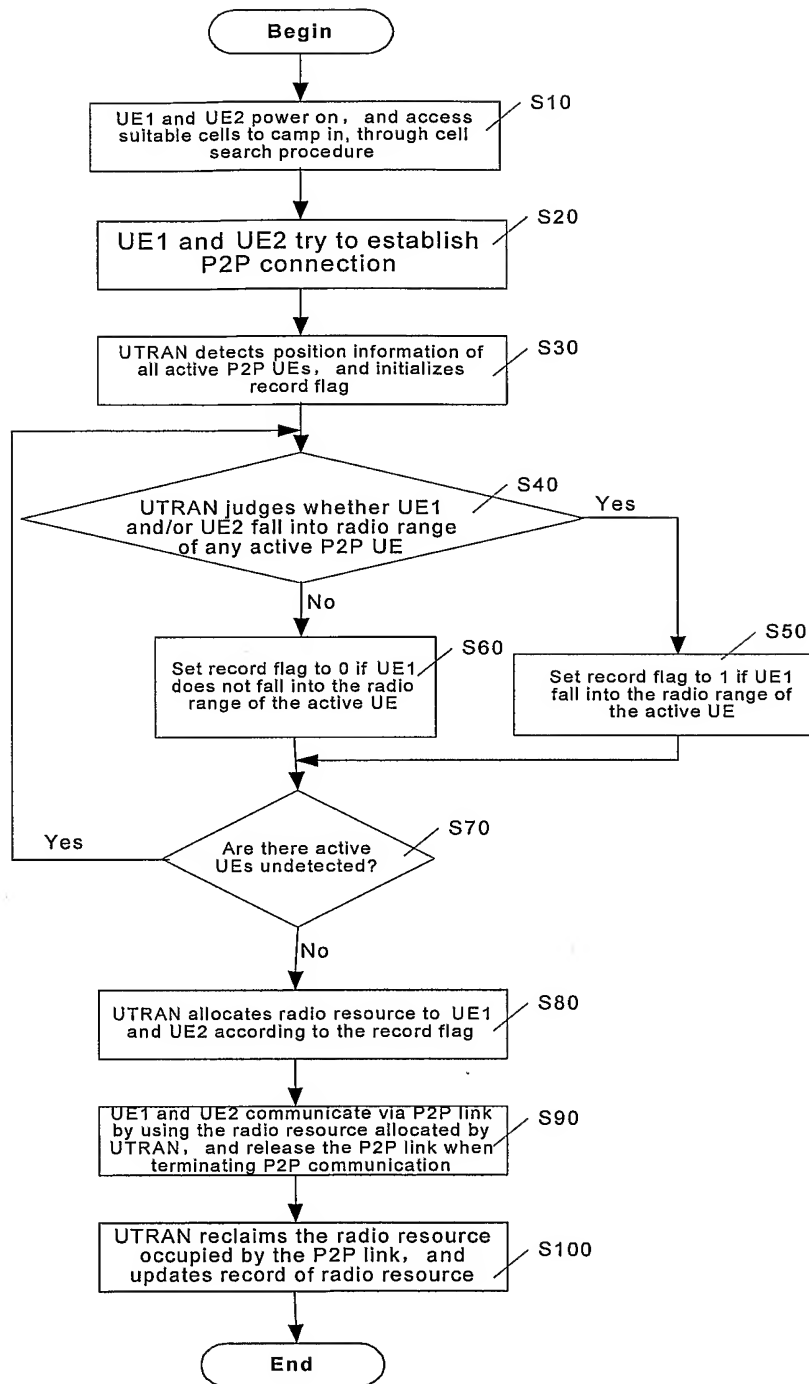 Begin
UE1 and UE2 power on, and access
suitable cells to camp in, through cell
search procedure
S10
UE1 and UE2 try to establish
P2P connection
S20
UTRAN detects position information of
all active P2P UEs, and initializes
record flag
S30
UTRAN judges whether UE1
and/or UE2 fall into radio range
of any active P2P UE
S40
Yes
No
Set record flag to 0 if UE1
does not fall into the radio
range of the active UE
S60
Set record flag to 1 if UE1
fall into the radio range of
the active UE
S50
Are there active
UEs undetected?
S70
Yes
No
UTRAN allocates radio resource to UE1
and UE2 according to the record flag
S80
UE1 and UE2 communicate via P2P link
by using the radio resource allocated by
UTRAN, and release the P2P link when
terminating P2P communication
S90
UTRAN reclaims the radio resource
occupied by the P2P link, and
updates record of radio resource
S100
End